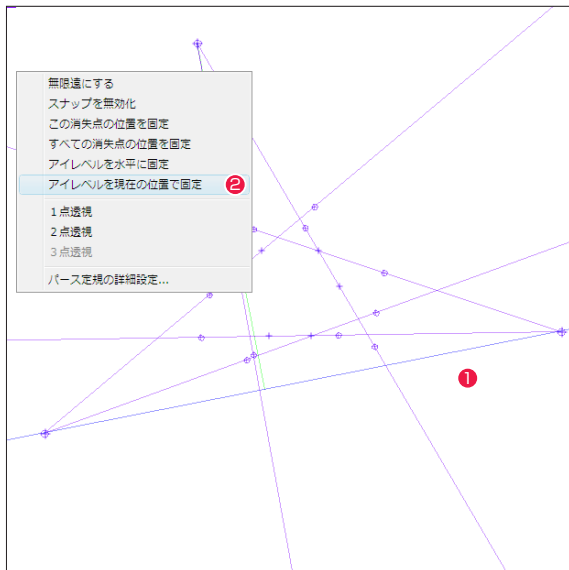 無限遠にする
スナップを無効化
この消失点の位置を固定
すべての消失点の位置を固定
アイレベルを水平に固定
アイレベルを現在の位置で固定 ❷
１点透視
２点透視
３点透視
パース定規の詳細設定...
❶